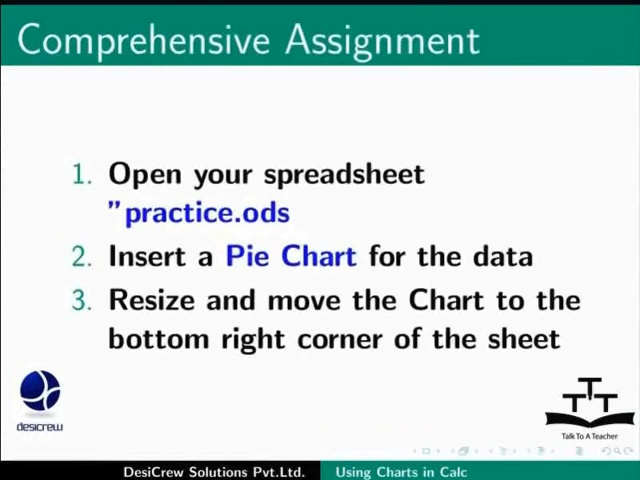 Comprehensive Assignment
1. Open your spreadsheet
"practice.ods
2. Insert a Pie Chart for the data
3. Resize and move the Chart to the
bottom right corner of the sheet
desicrew
TTT
Talk To A Teacher
DesiCrew Solutions Pvt.Ltd. Using Charts in Calc